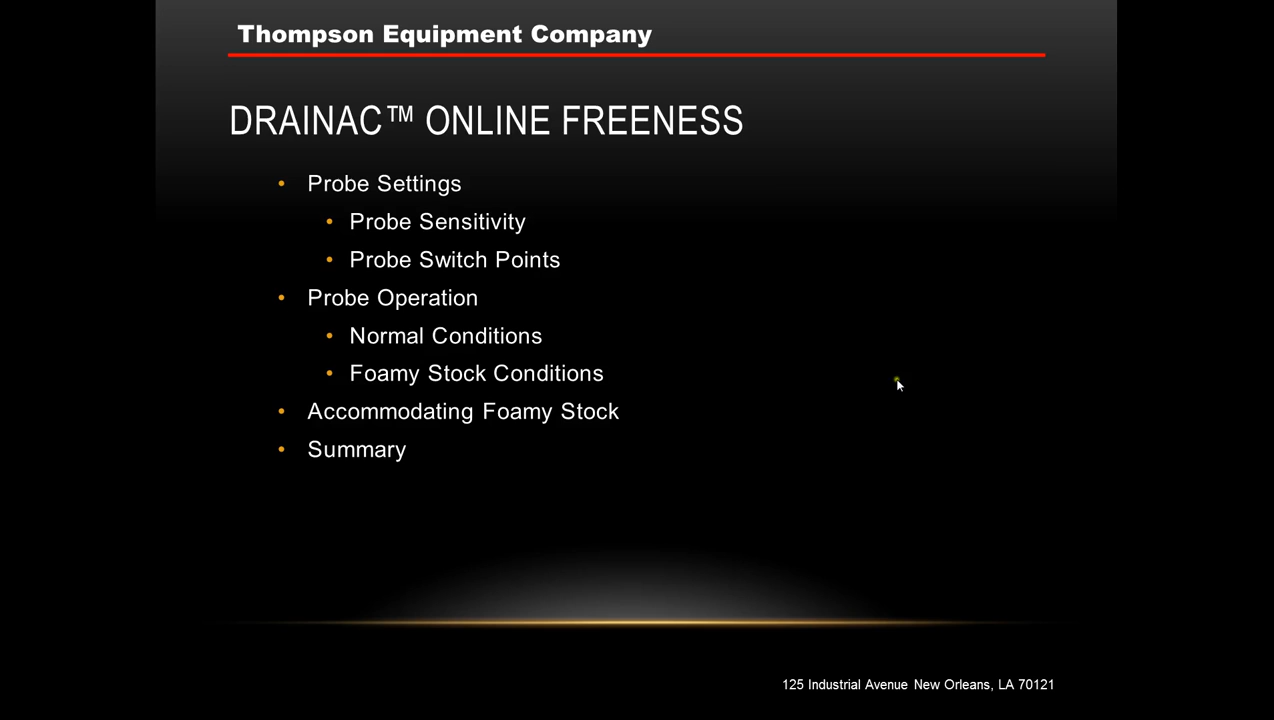 Thompson Equipment Company
DRAINAC™ ONLINE FREENESS
• Probe Settings
• Probe Sensitivity
• Probe Switch Points
• Probe Operation
• Normal Conditions
• Foamy Stock Conditions
• Accommodating Foamy Stock
• Summary
125 Industrial Avenue New Orleans, LA 70121